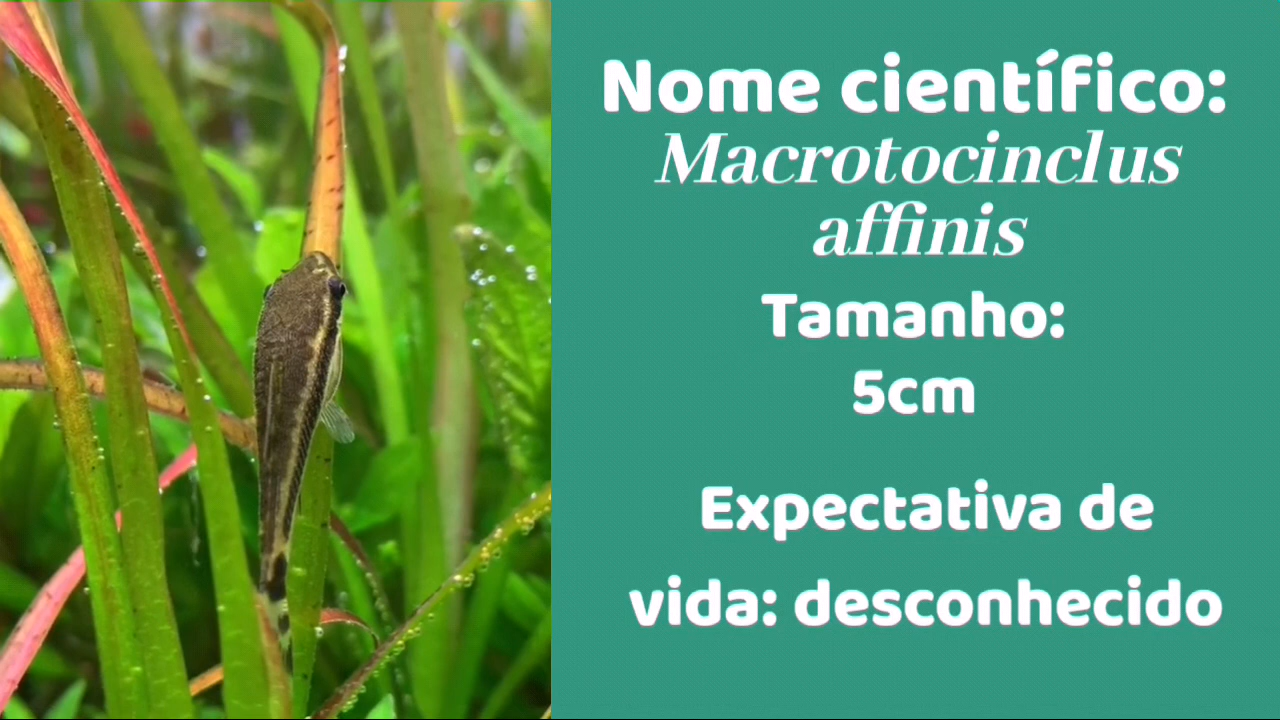 Nome científico:
Macrotocinclus
affinis
Tamanho:
5cm
Expectativa de
vida: desconhecido